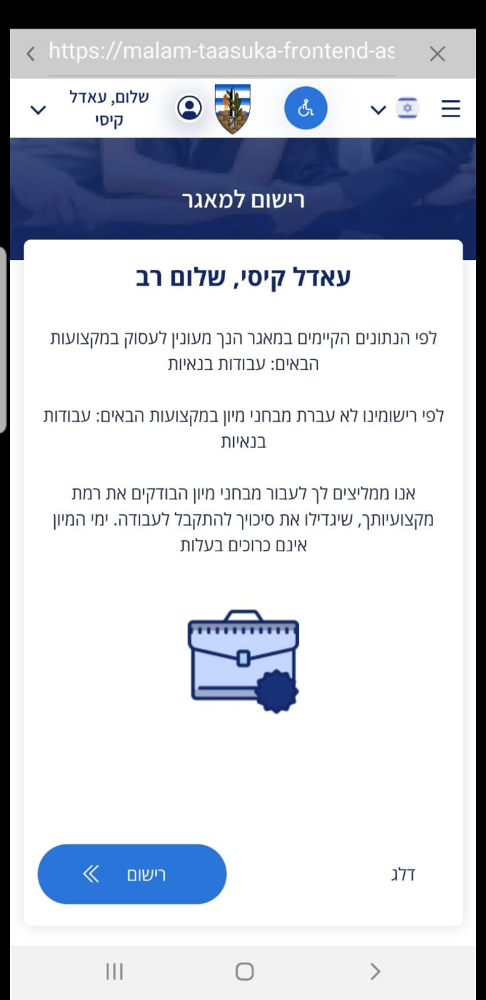 https://malam-taasuka-frontend-as
שלום, עאדל
קיסי
רישום למאגר
עאדל קיסי, שלום רב
לפי הנתונים הקיימים במאגר הנך מעונין לעסוק במקצועות
הבאים: עבודות בנאיות
לפי רישומינו לא עברת מבחני מיון במקצועות הבאים: עבודות
בנאיות
אנו ממליצים לך לעבור מבחני מיון הבודקים את רמת
מקצועיותך, שיגדילו את סיכויך להתקבל לעבודה. ימי המיון
אינם כרוכים בעלות
רישום
דלג